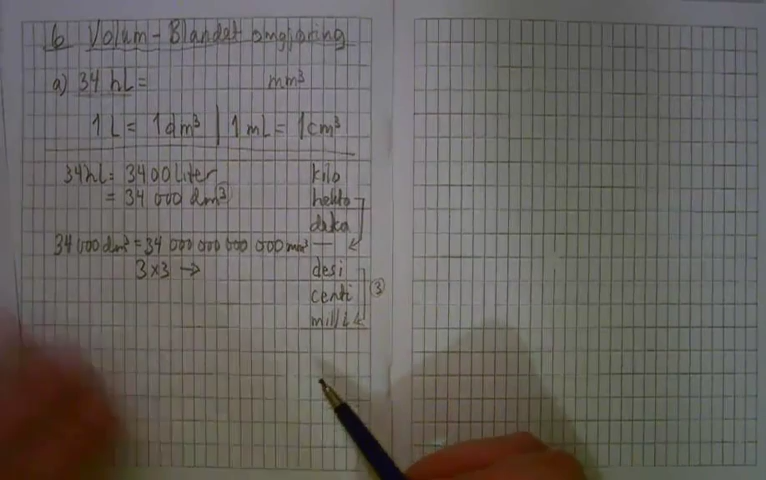 6 Volum - Blandet omgjøring
a) 34 hL = mm³
1 L = 1 dm³ | 1 mL = 1 cm³
34 hL = 3400 liter
= 34 000 dm³
34 000 dm³ = 34 000 000 000 000 mm³
3 x 3 →
kilo
hekto
daka
—
desi
centi
milli
③